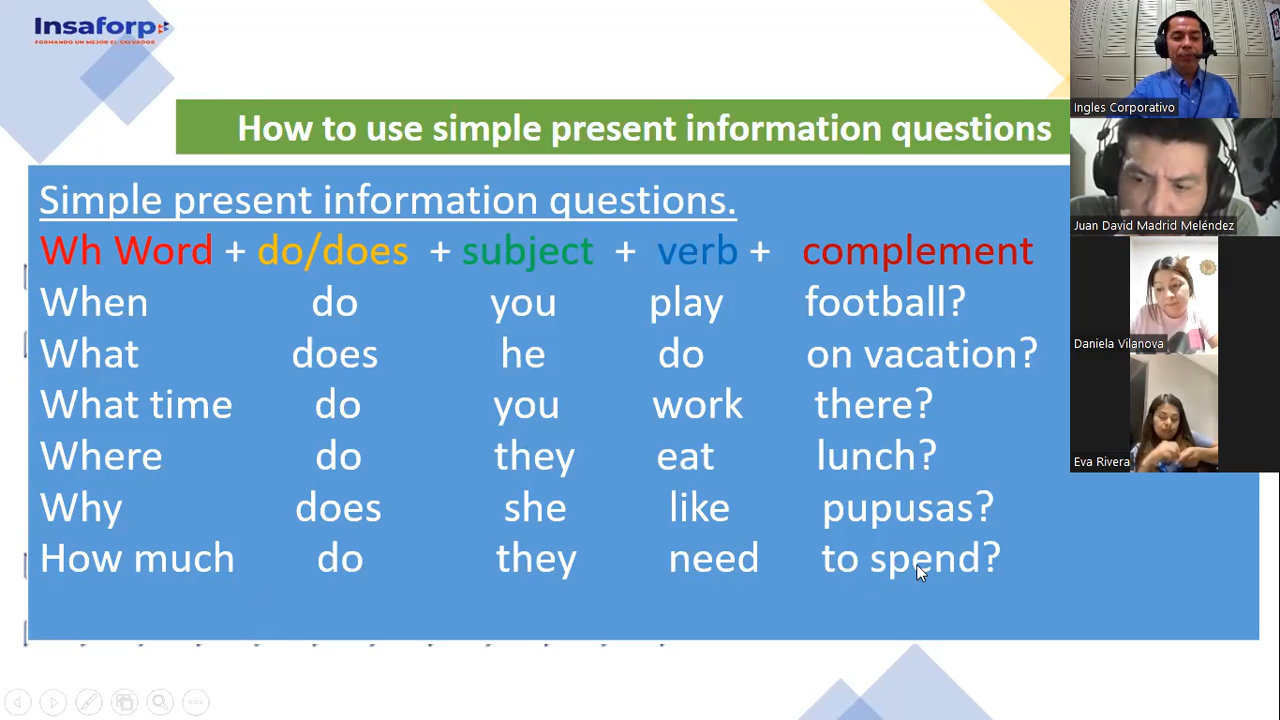 Insaforp
FORMANDO UN MEJOR EL SALVADOR
How to use simple present information questions
Simple present information questions.
Wh Word + do/does + subject + verb + complement
When do you play football?
What does he do on vacation?
What time do you work there?
Where do they eat lunch?
Why does she like pupusas?
How much do they need to spend?
Ingles Corporativo
Juan David Madrid Meléndez
Daniela Vilanova
Eva Rivera